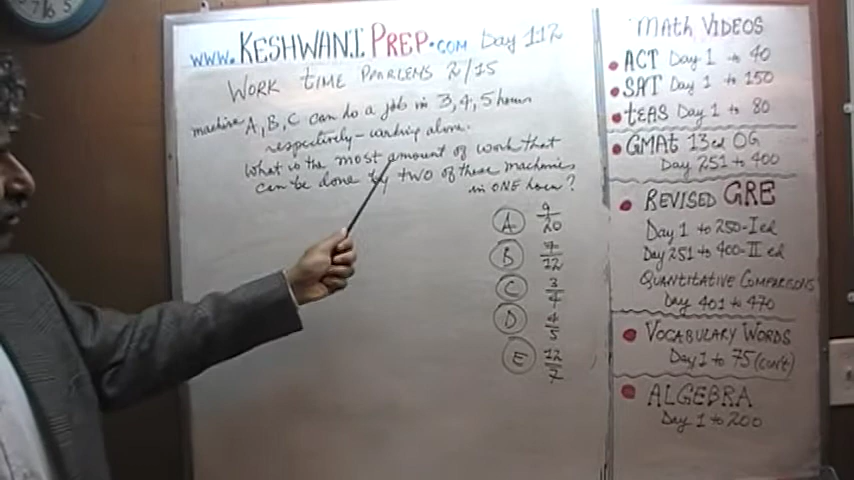 www.KESHWANI PREP.COM Day 112
WORK TIME PROBLEMS 2/15
machines A, B, C can do a job in 3, 4, 5 hours
respectively - working alone.
What is the most amount of work that
can be done by two of these machines
in ONE hour?
A 9/20
B 7/12
C 3/4
D 4/5
E 12/7
MATH VIDEOS
ACT Day 1 to 40
SAT Day 1 to 150
tEAS Day 1 to 80
GMAt 13 ed OG
Day 251 to 400
REVISED GRE
Day 1 to 250-I ed
Day 251 to 400-II ed
QUANTITATIVE COMPARISONS
Day 401 to 470
VOCABULARY WORDS
Day 1 to 75 (con't)
ALGEBRA
Day 1 to 200